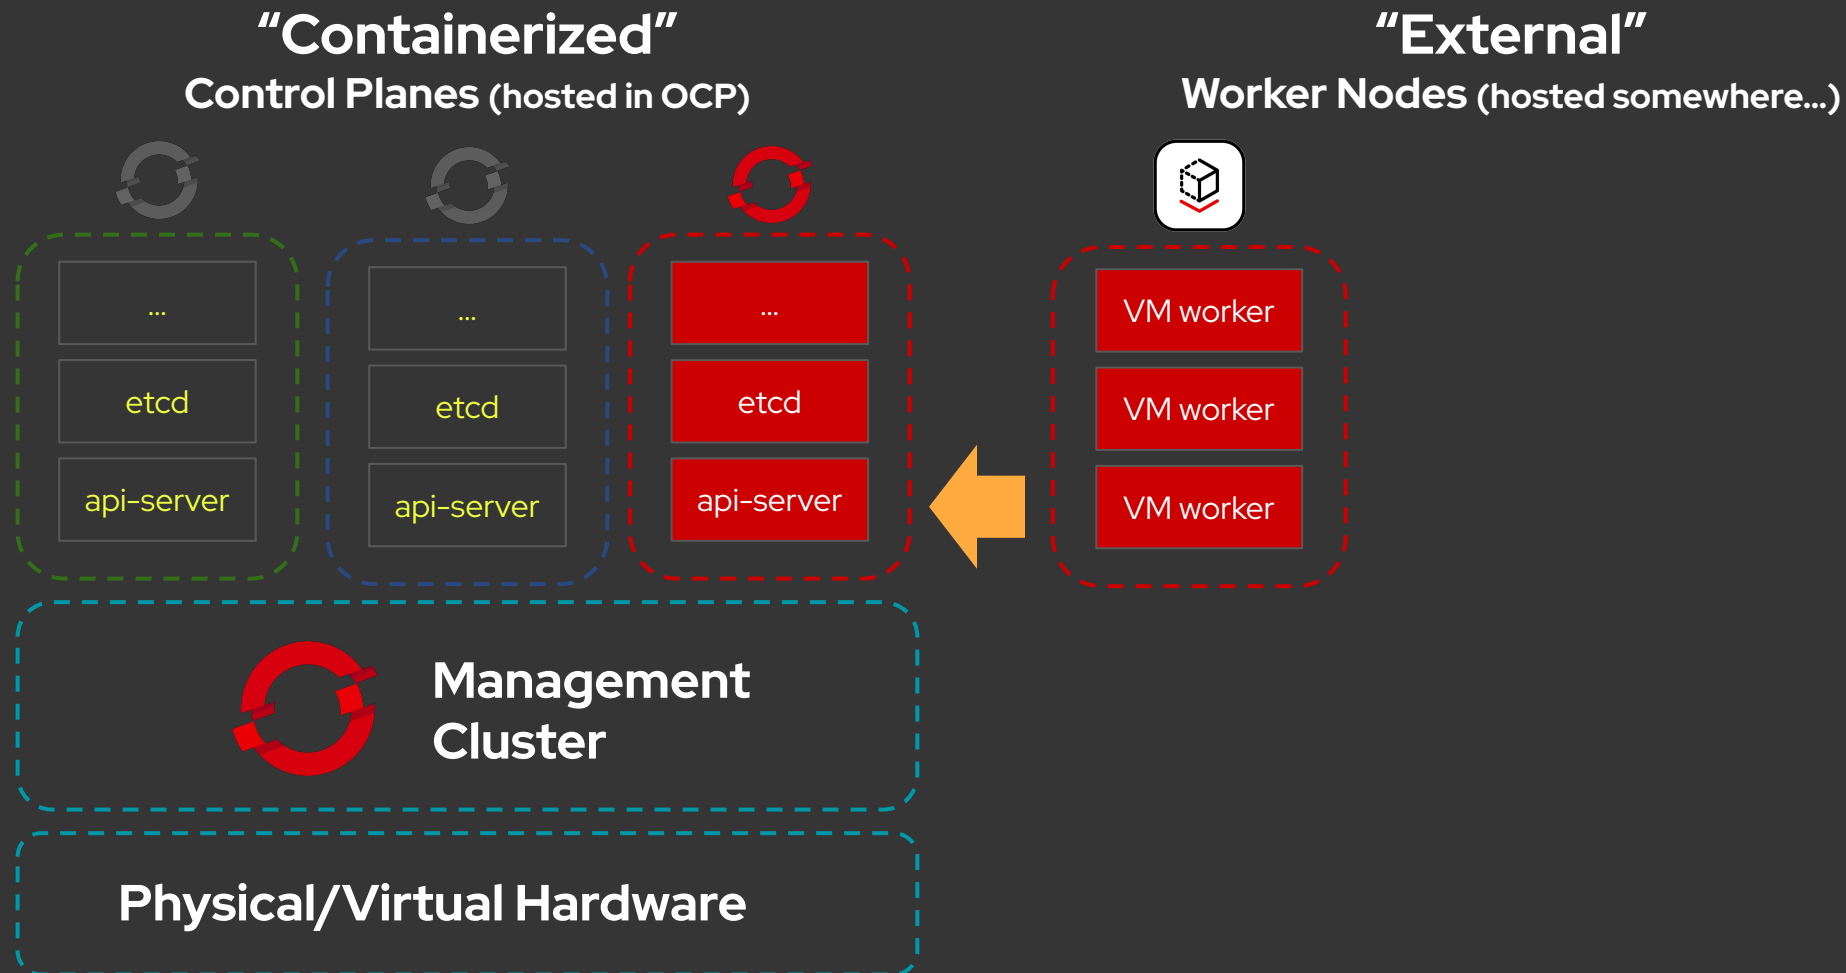 “Containerized”
Control Planes (hosted in OCP)
“External”
Worker Nodes (hosted somewhere...)
...
etcd
api-server
...
etcd
api-server
...
etcd
api-server
VM worker
VM worker
VM worker
Management
Cluster
Physical/Virtual Hardware